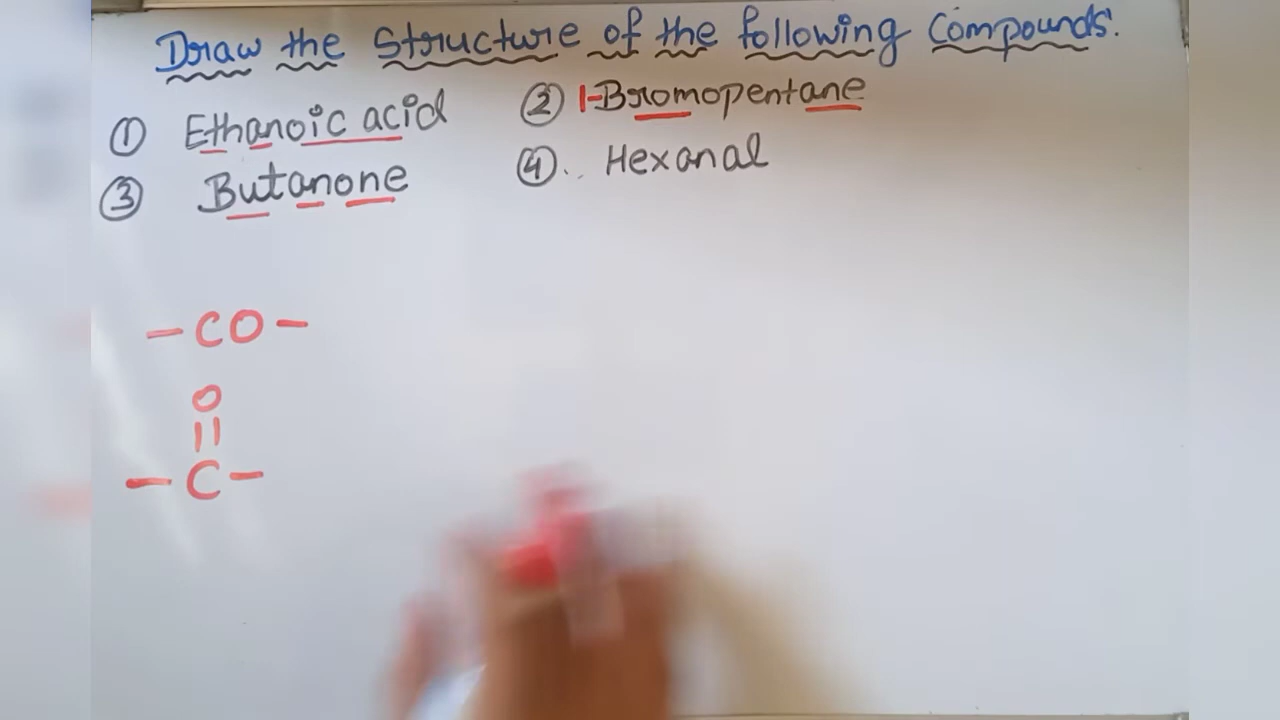 Draw the Structure of the following Compounds.
① Ethanoic acid ② 1-Bromopentane
③ Butanone ④. Hexanal
- CO -
O
||
- C -